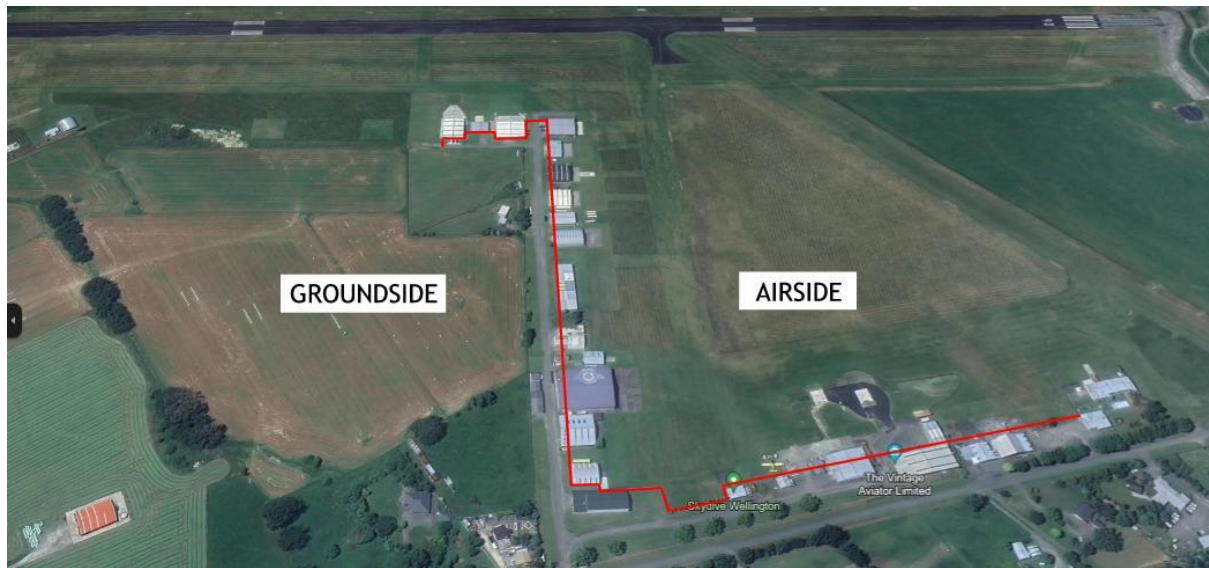 GROUNDSIDE
AIRSIDE
The Vintage
Aviator Limited
Skydive Wellington